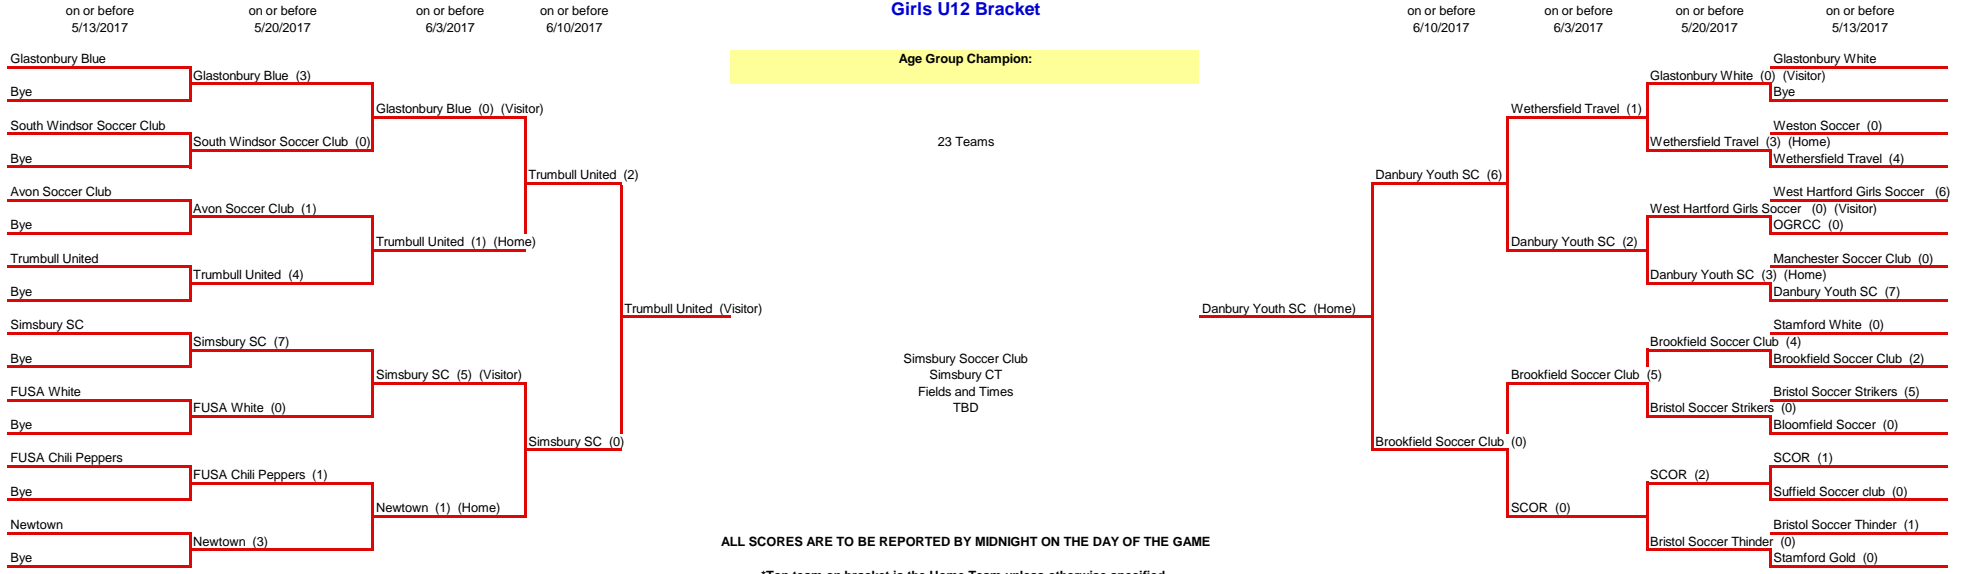 Girls U12 Bracket
on or before
5/13/2017
on or before
5/20/2017
on or before
6/3/2017
on or before
6/10/2017
on or before
6/10/2017
on or before
6/3/2017
on or before
5/20/2017
on or before
5/13/2017
Glastonbury Blue
Bye
South Windsor Soccer Club
Bye
Avon Soccer Club
Bye
Trumbull United
Bye
Simsbury SC
Bye
FUSA White
Bye
FUSA Chili Peppers
Bye
Newtown
Bye
Glastonbury Blue (3)
South Windsor Soccer Club (0)
Avon Soccer Club (1)
Trumbull United (4)
Simsbury SC (7)
FUSA White (0)
FUSA Chili Peppers (1)
Newtown (3)
Glastonbury Blue (0) (Visitor)
Trumbull United (1) (Home)
Simsbury SC (5) (Visitor)
Newtown (1) (Home)
Trumbull United (2)
Simsbury SC (0)
Trumbull United (Visitor)
Age Group Champion:
23 Teams
Simsbury Soccer Club
Simsbury CT
Fields and Times
TBD
ALL SCORES ARE TO BE REPORTED BY MIDNIGHT ON THE DAY OF THE GAME
*Top team on bracket is the Home Team unless otherwise specified
Danbury Youth SC (Home)
Danbury Youth SC (6)
Brookfield Soccer Club (0)
Wethersfield Travel (1)
Danbury Youth SC (2)
Brookfield Soccer Club (5)
SCOR (0)
Glastonbury White (0) (Visitor)
Wethersfield Travel (3) (Home)
West Hartford Girls Soccer (0) (Visitor)
Danbury Youth SC (3) (Home)
Brookfield Soccer Club (4)
Bristol Soccer Strikers (0)
SCOR (2)
Bristol Soccer Thinder (0)
Glastonbury White
Bye
Weston Soccer (0)
Wethersfield Travel (4)
West Hartford Girls Soccer (6)
OGRCC (0)
Manchester Soccer Club (0)
Danbury Youth SC (7)
Stamford White (0)
Brookfield Soccer Club (2)
Bristol Soccer Strikers (5)
Bloomfield Soccer (0)
SCOR (1)
Suffield Soccer club (0)
Bristol Soccer Thinder (1)
Stamford Gold (0)